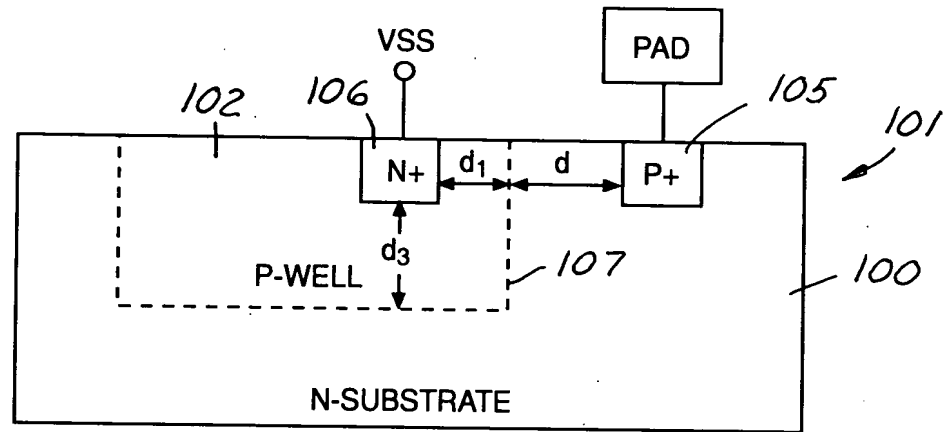 VSS
PAD
102
106
105
101
N+
d1
d
P+
d3
P-WELL
107
100
N-SUBSTRATE